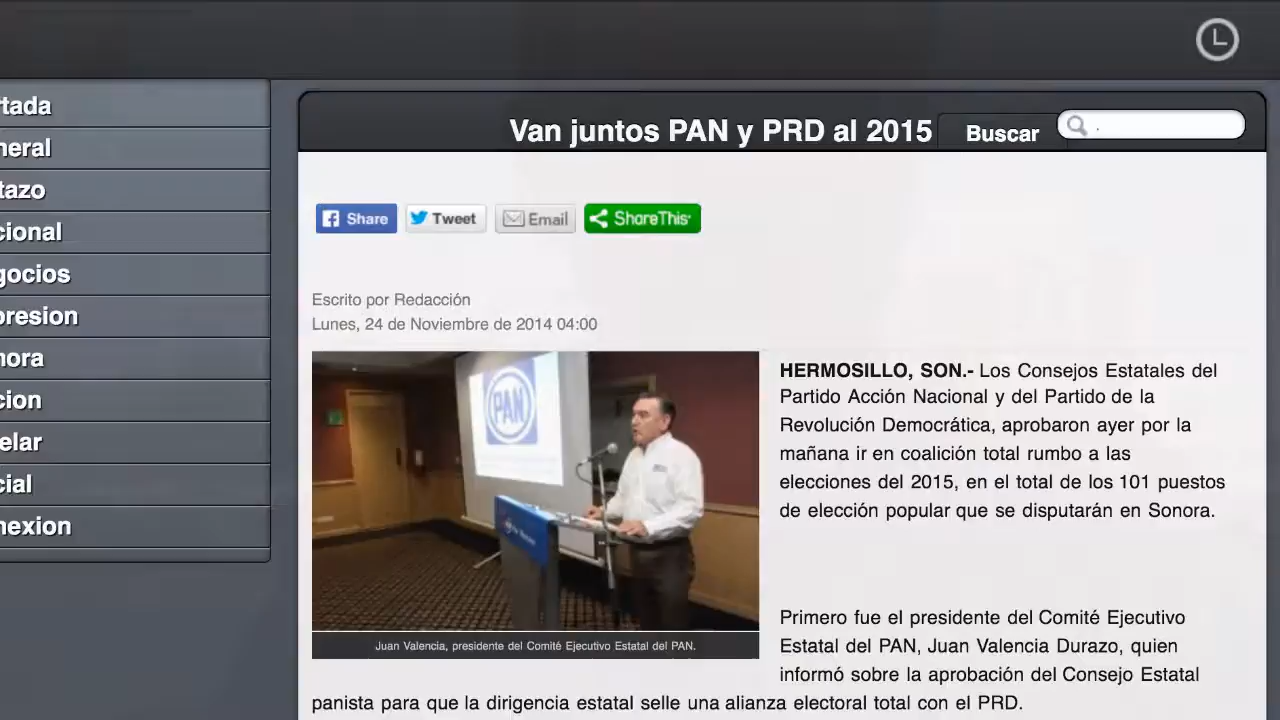 Van juntos PAN y PRD al 2015
Buscar
rtada
neral
tazo
cional
gocios
presion
nora
cion
elar
cial
nexion
Share
Tweet
Email
ShareThis
Escrito por Redacción
Lunes, 24 de Noviembre de 2014 04:00
PAN
Juan Valencia, presidente del Comité Ejecutivo Estatal del PAN.
HERMOSILLO, SON.- Los Consejos Estatales del
Partido Acción Nacional y del Partido de la
Revolución Democrática, aprobaron ayer por la
mañana ir en coalición total rumbo a las
elecciones del 2015, en el total de los 101 puestos
de elección popular que se disputarán en Sonora.
Primero fue el presidente del Comité Ejecutivo
Estatal del PAN, Juan Valencia Durazo, quien
informó sobre la aprobación del Consejo Estatal
panista para que la dirigencia estatal selle una alianza electoral total con el PRD.